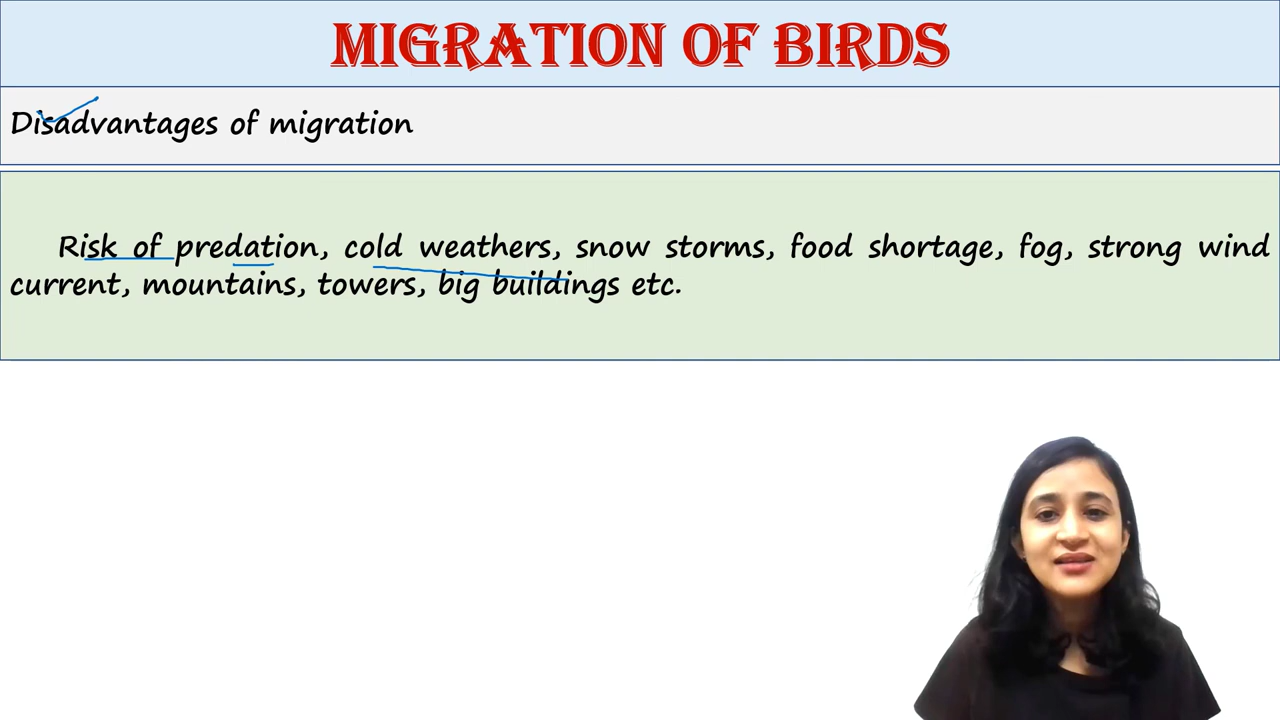 MIGRATION OF BIRDS
Disadvantages of migration
Risk of predation, cold weathers, snow storms, food shortage, fog, strong wind
current, mountains, towers, big buildings etc.